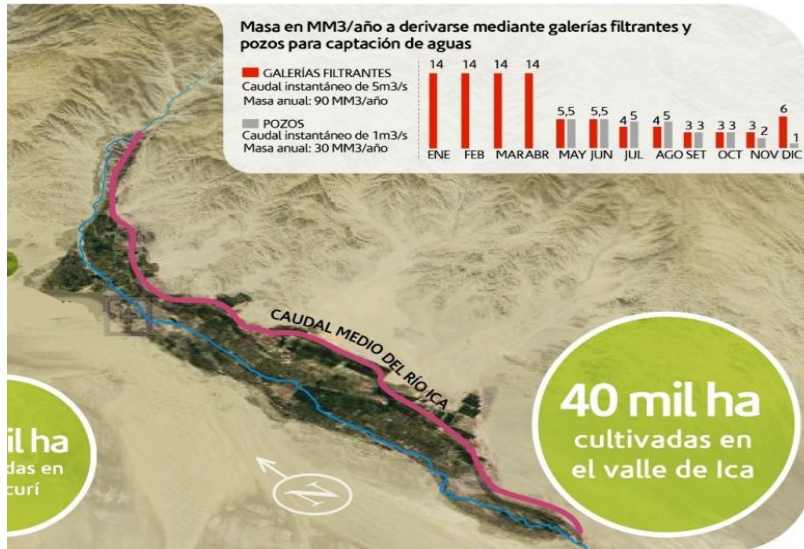 Masa en MM3/año a derivarse mediante galerías filtrantes y
pozos para captación de aguas
GALERÍAS FILTRANTES
Caudal instantáneo de 5m3/s
Masa anual: 90 MM3/año
POZOS
Caudal instantáneo de 1m3/s
Masa anual: 30 MM3/año
14 14 14 14 5,5 5,5 4 5 4 5 3 3 3 3 3 2 6 1
ENE FEB MAR ABR MAY JUN JUL AGO SET OCT NOV DIC
CAUDAL MEDIO DEL RÍO ICA
40 mil ha
cultivadas en
el valle de Ica
il ha
das en
curí
N